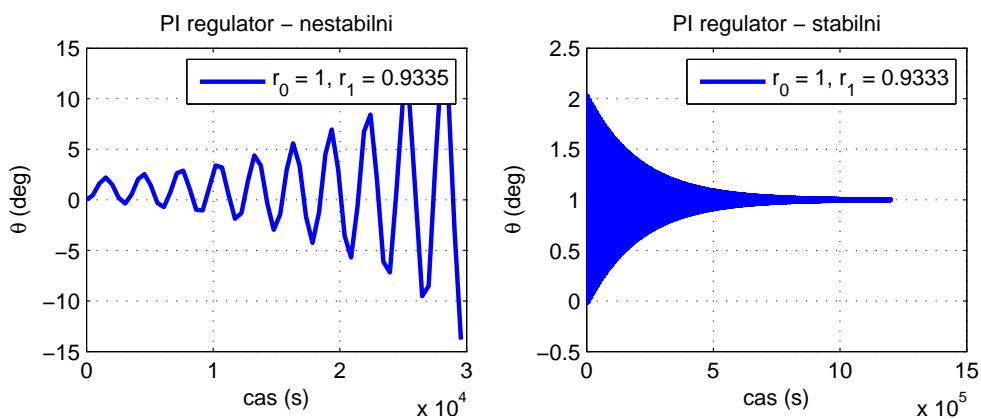 PI regulator − nestabilni
15
10
5
0
−5
−10
−15
θ (deg)
r0 = 1, r1 = 0.9335
0
1
2
3
cas (s)
x 10^4
PI regulator − stabilni
2.5
2
1.5
1
0.5
0
−0.5
θ (deg)
r0 = 1, r1 = 0.9333
0
5
10
15
cas (s)
x 10^5